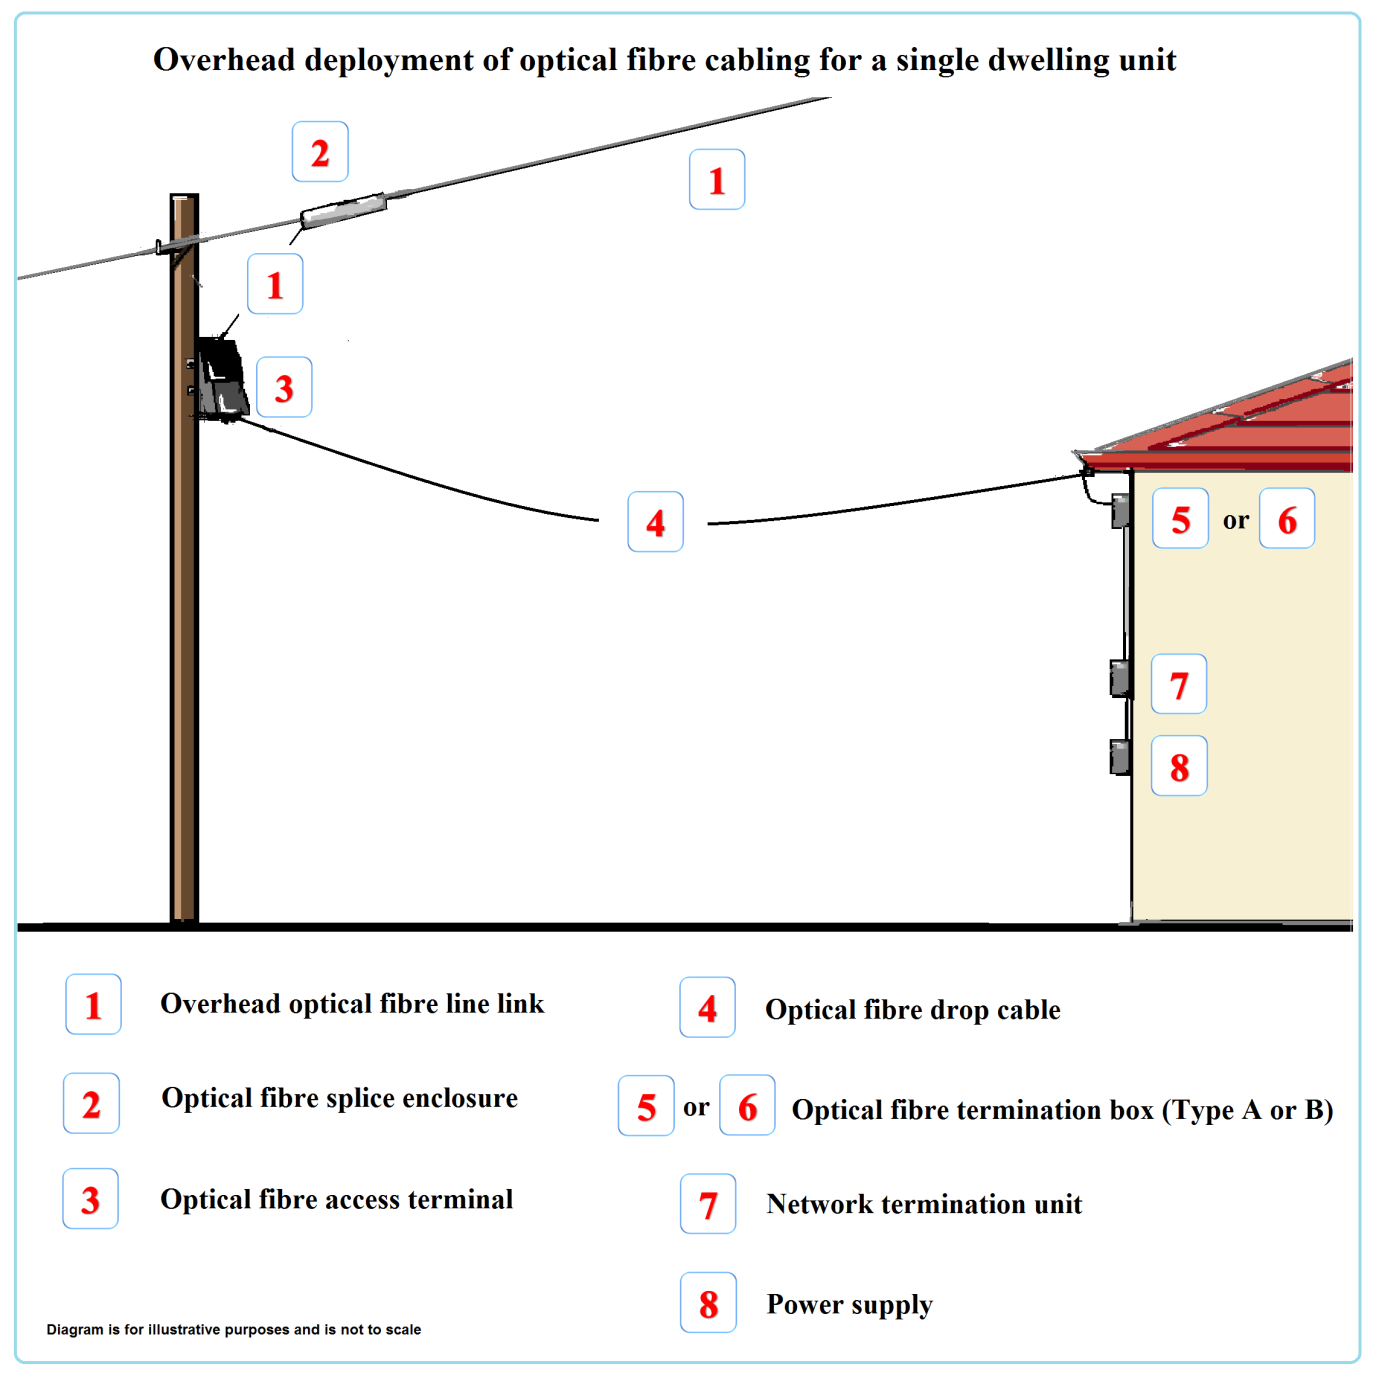 Overhead deployment of optical fibre cabling for a single dwelling unit
2
1
1
3
4
5 or 6
7
8
1 Overhead optical fibre line link
2 Optical fibre splice enclosure
3 Optical fibre access terminal
4 Optical fibre drop cable
5 or 6 Optical fibre termination box (Type A or B)
7 Network termination unit
8 Power supply
Diagram is for illustrative purposes and is not to scale